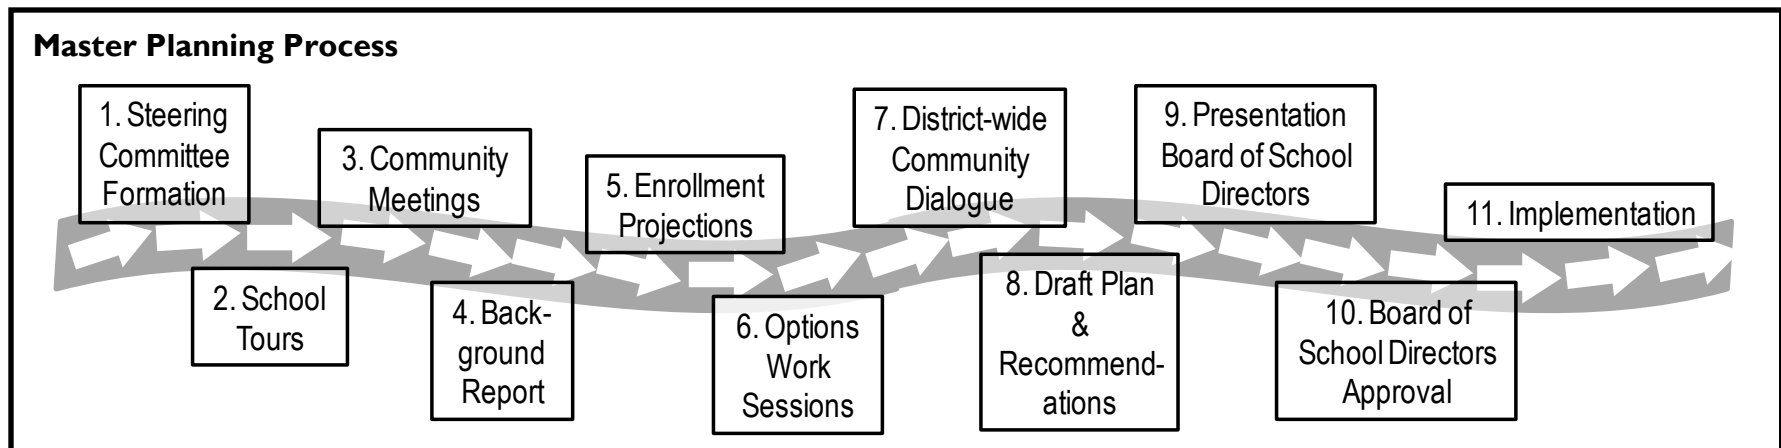 Master Planning Process
1. Steering
Committee
Formation
2. School
Tours
3. Community
Meetings
4. Back-
ground
Report
5. Enrollment
Projections
6. Options
Work
Sessions
7. District-wide
Community
Dialogue
8. Draft Plan
&
Recommend-
ations
9. Presentation
Board of School
Directors
10. Board of
School Directors
Approval
11. Implementation